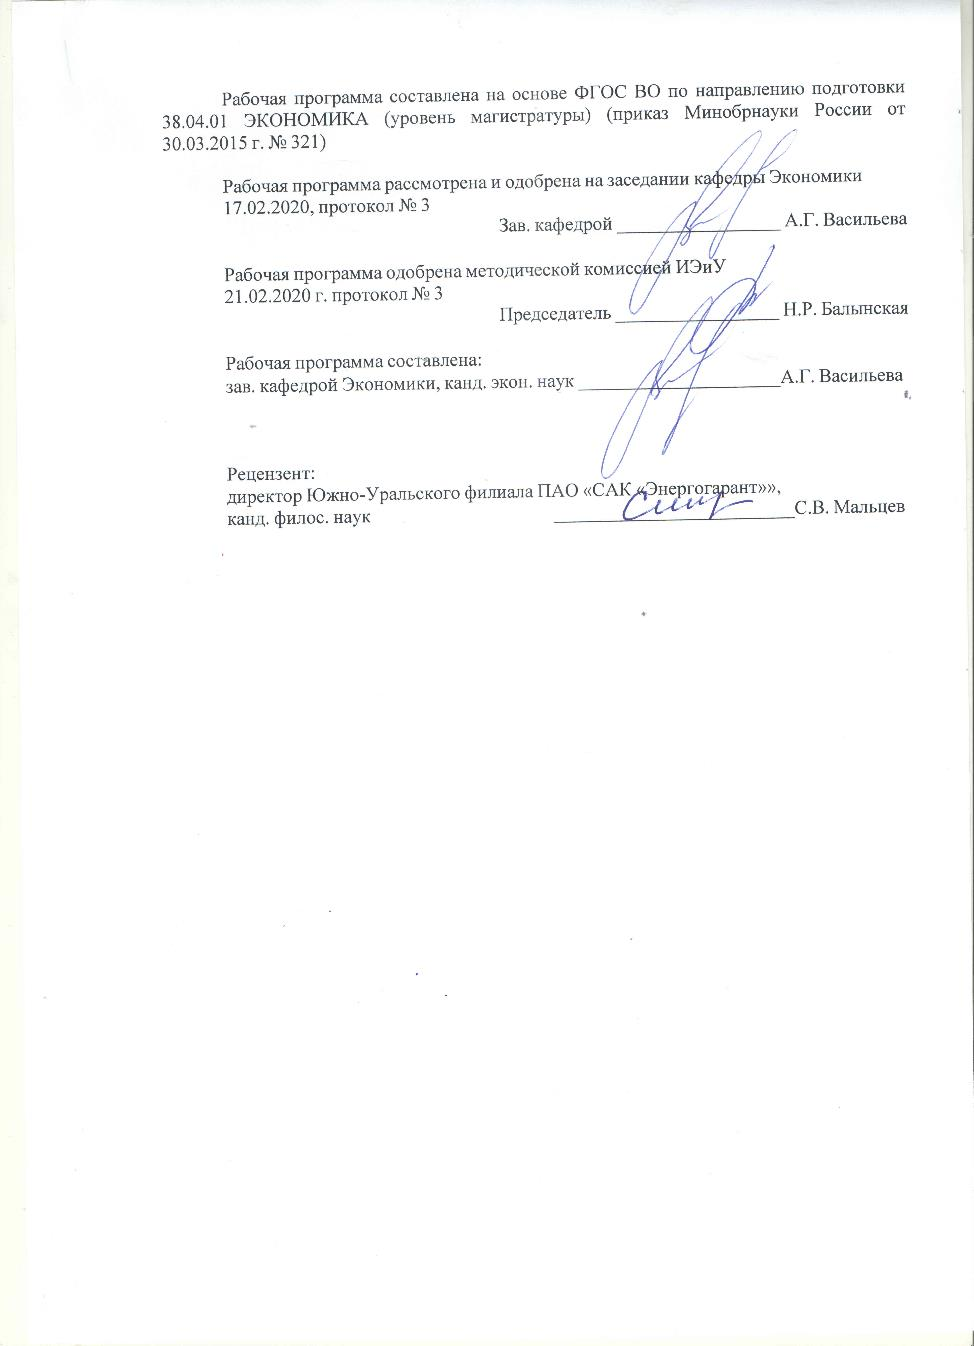 Рабочая программа составлена на основе ФГОС ВО по направлению подготовки
38.04.01 ЭКОНОМИКА (уровень магистратуры) (приказ Минобрнауки России от
30.03.2015 г. № 321)
Рабочая программа рассмотрена и одобрена на заседании кафедры Экономики
17.02.2020, протокол № 3
Зав. кафедрой ________________ А.Г. Васильева
Рабочая программа одобрена методической комиссией ИЭиУ
21.02.2020 г. протокол № 3
Председатель ________________ Н.Р. Балынская
Рабочая программа составлена:
зав. кафедрой Экономики, канд. экон. наук ____________________А.Г. Васильева
Рецензент:
директор Южно-Уральского филиала ПАО «САК «Энергогарант»»,
канд. филос. наук ________________________С.В. Мальцев